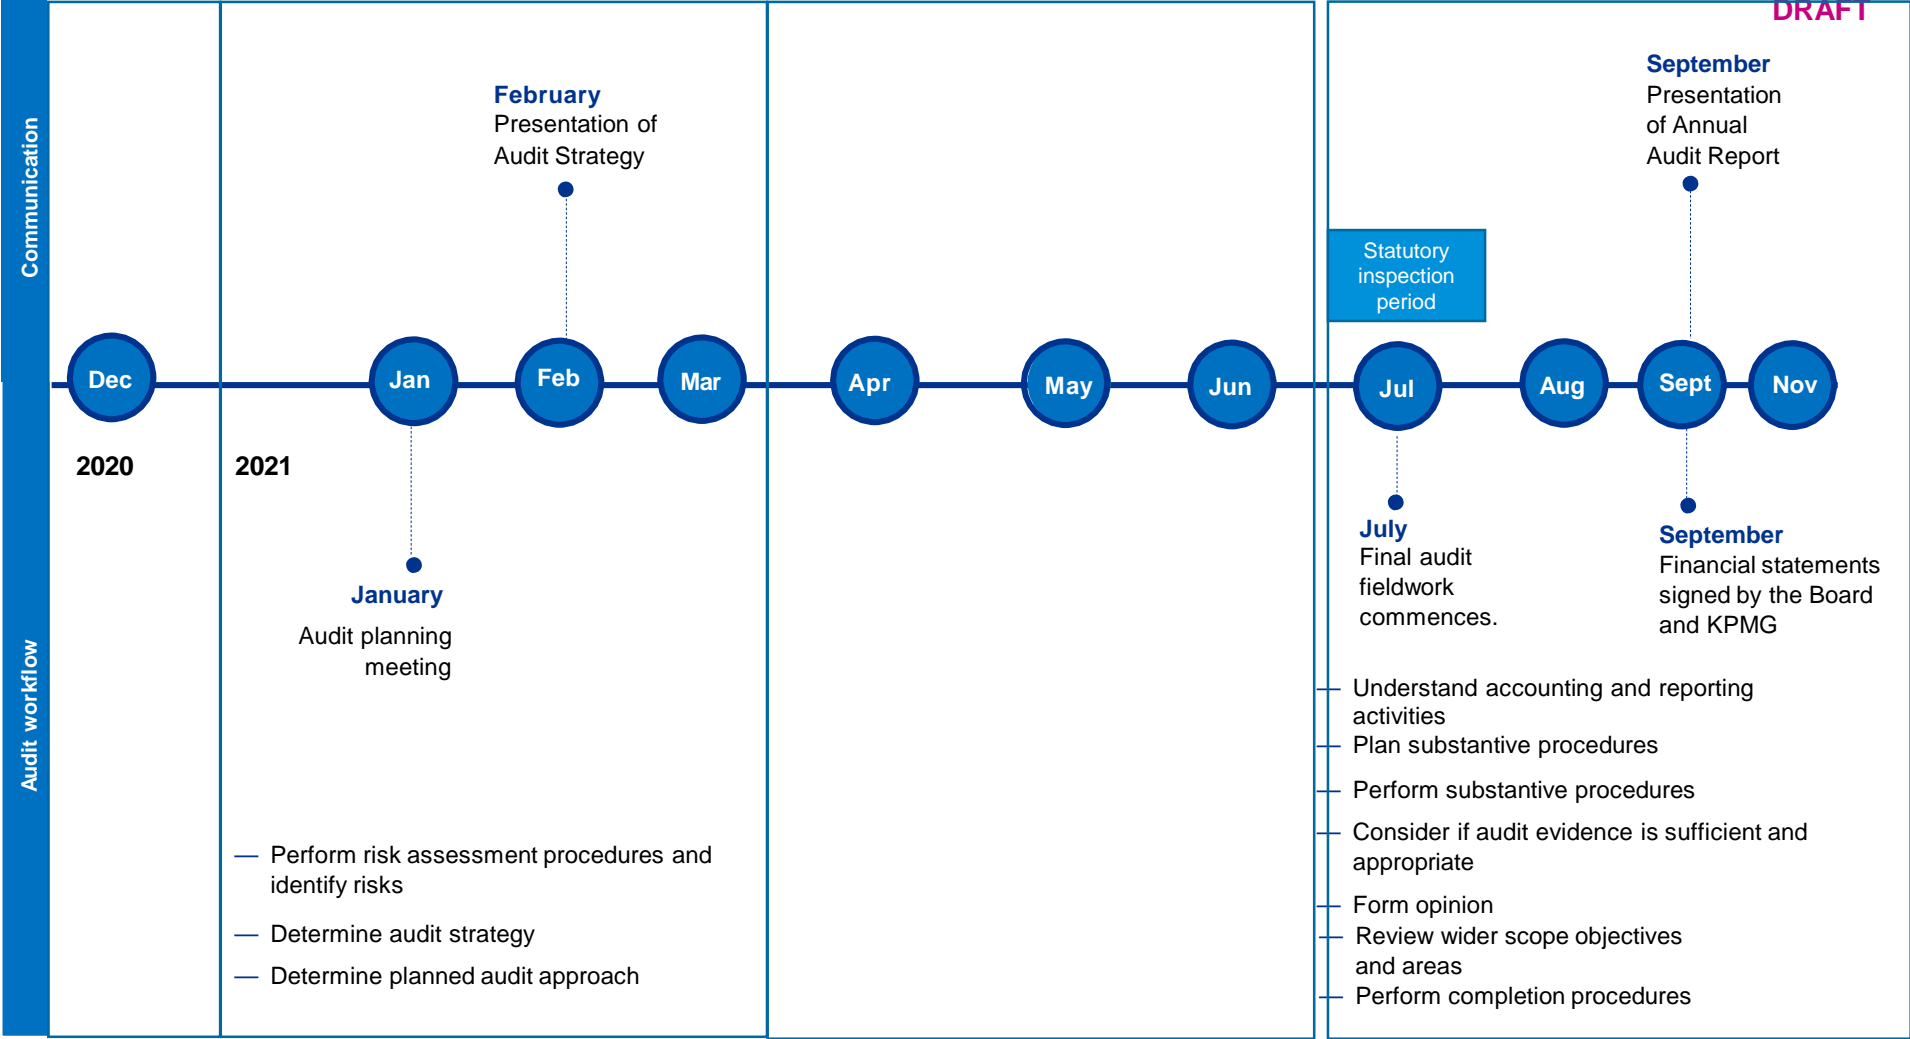 DRAFT
Communication
February
Presentation of
Audit Strategy
September
Presentation
of Annual
Audit Report
Statutory
inspection
period
Dec
Jan
Feb
Mar
Apr
May
Jun
Jul
Aug
Sept
Nov
2020
2021
Audit workflow
January
Audit planning
meeting
July
Final audit
fieldwork
commences.
September
Financial statements
signed by the Board
and KPMG
— Perform risk assessment procedures and
identify risks
— Determine audit strategy
— Determine planned audit approach
— Understand accounting and reporting
activities
— Plan substantive procedures
— Perform substantive procedures
— Consider if audit evidence is sufficient and
appropriate
— Form opinion
— Review wider scope objectives
and areas
— Perform completion procedures